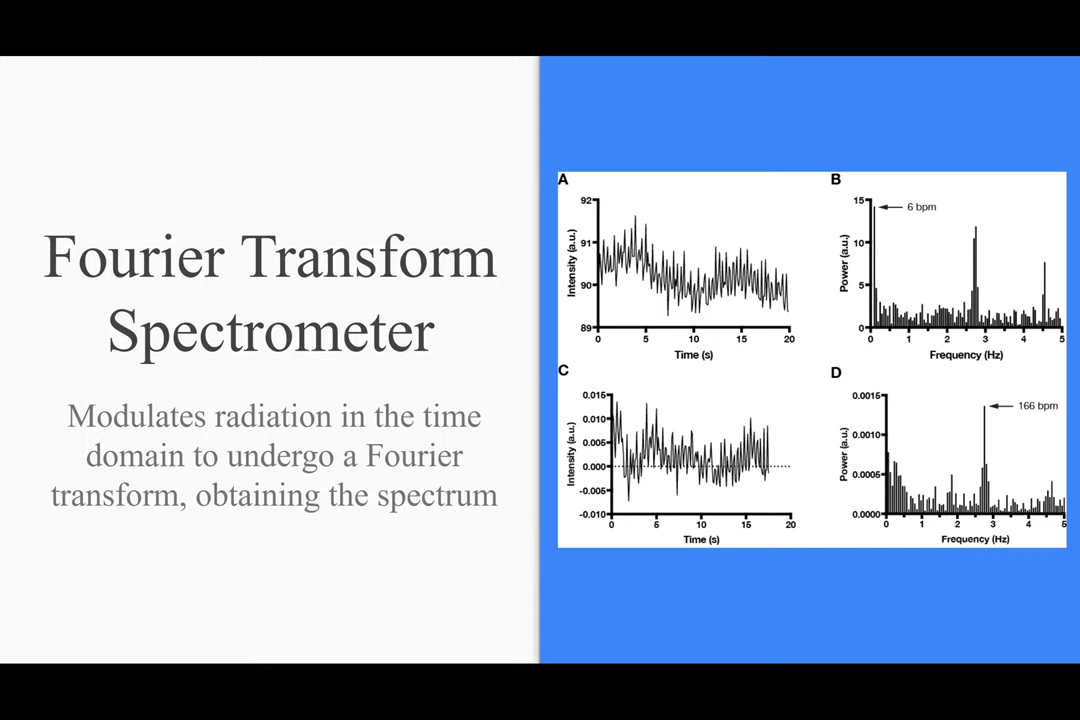 Fourier Transform
Spectrometer
Modulates radiation in the time
domain to undergo a Fourier
transform, obtaining the spectrum
A
92
91
90
89
Intensity (a.u.)
0 5 10 15 20
Time (s)
B
15
10
5
0
Power (a.u.)
6 bpm
0 1 2 3 4 5
Frequency (Hz)
C
0.015
0.010
0.005
0.000
-0.005
-0.010
Intensity (a.u.)
0 5 10 15 20
Time (s)
D
0.0015
0.0010
0.0005
0.0000
Power (a.u.)
166 bpm
0 1 2 3 4 5
Frequency (Hz)